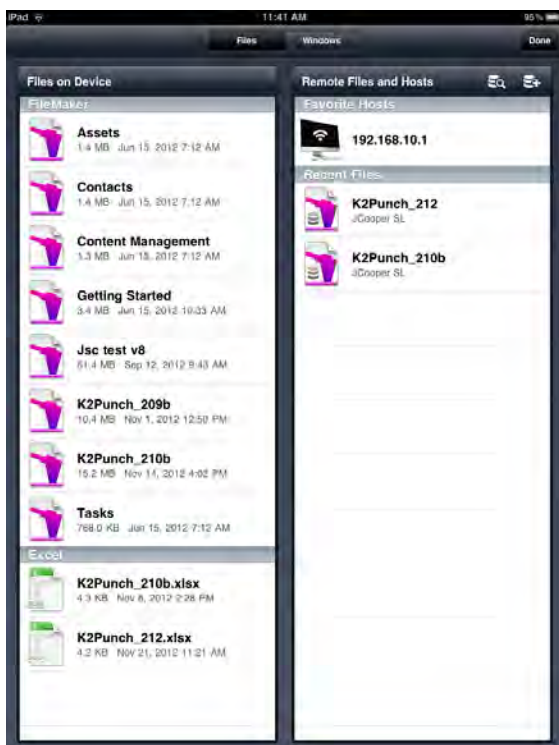 iPad 11:41 AM 95%
Files Windows Done
Files on Device
FileMaker
Assets
1.4 MB Jun 15, 2012 7:12 AM
Contacts
1.4 MB Jun 15, 2012 7:12 AM
Content Management
1.3 MB Jun 15, 2012 7:12 AM
Getting Started
3.4 MB Jun 15, 2012 10:33 AM
Jsc test v8
51.4 MB Sep 12, 2012 9:43 AM
K2Punch_209b
10.4 MB Nov 1, 2012 12:50 PM
K2Punch_210b
15.2 MB Nov 14, 2012 4:02 PM
Tasks
768.0 KB Jun 15, 2012 7:12 AM
Excel
K2Punch_210b.xlsx
4.3 KB Nov 8, 2012 2:28 PM
K2Punch_212.xlsx
4.2 KB Nov 21, 2012 11:21 AM
Remote Files and Hosts
Favorite Hosts
192.168.10.1
Recent Files
K2Punch_212
JCooper SL
K2Punch_210b
JCooper SL